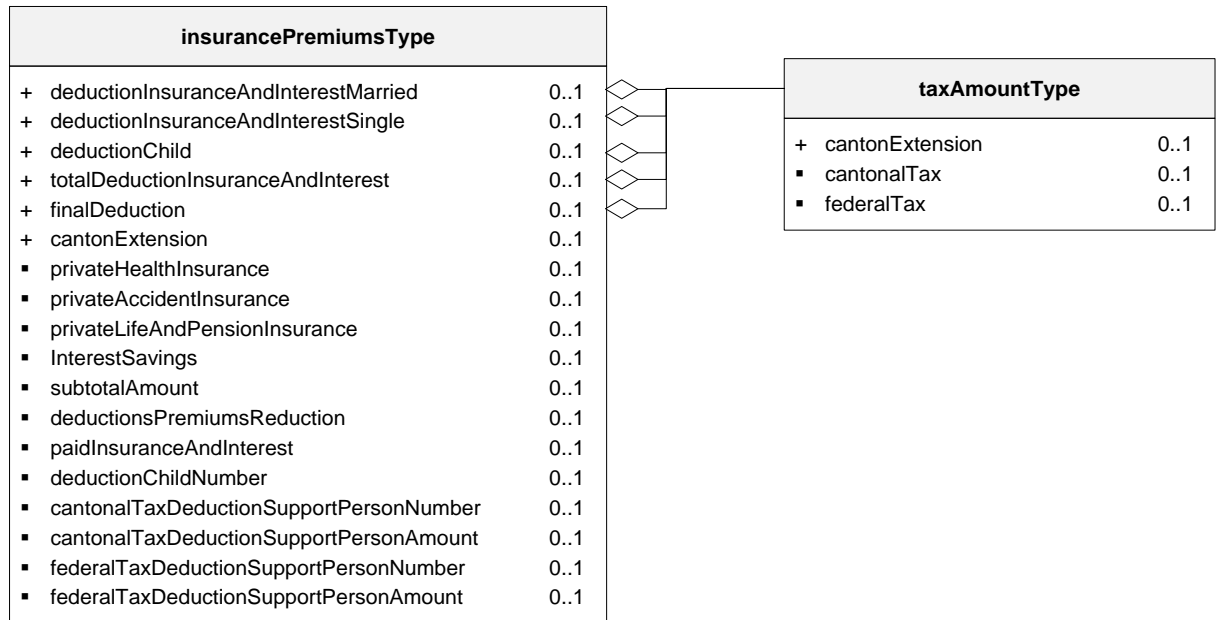 insurancePremiumsType
+ deductionInsuranceAndInterestMarried 0..1
+ deductionInsuranceAndInterestSingle 0..1
+ deductionChild 0..1
+ totalDeductionInsuranceAndInterest 0..1
+ finalDeduction 0..1
+ cantonExtension 0..1
▪ privateHealthInsurance 0..1
▪ privateAccidentInsurance 0..1
▪ privateLifeAndPensionInsurance 0..1
▪ InterestSavings 0..1
▪ subtotalAmount 0..1
▪ deductionsPremiumsReduction 0..1
▪ paidInsuranceAndInterest 0..1
▪ deductionChildNumber 0..1
▪ cantonalTaxDeductionSupportPersonNumber 0..1
▪ cantonalTaxDeductionSupportPersonAmount 0..1
▪ federalTaxDeductionSupportPersonNumber 0..1
▪ federalTaxDeductionSupportPersonAmount 0..1
taxAmountType
+ cantonExtension 0..1
▪ cantonalTax 0..1
▪ federalTax 0..1